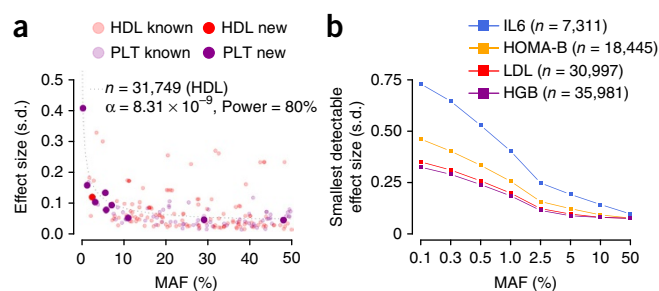 a
HDL known
HDL new
PLT known
PLT new
n = 31,749 (HDL)
α = 8.31 × 10−9, Power = 80%
Effect size (s.d.)
0.5
0.4
0.3
0.2
0.1
0.0
0 10 20 30 40 50
MAF (%)
b
IL6 (n = 7,311)
HOMA-B (n = 18,445)
LDL (n = 30,997)
HGB (n = 35,981)
Smallest detectable
effect size (s.d.)
0.75
0.50
0.25
0
0.1 0.3 0.5 1.0 2.5 5 10 50
MAF (%)